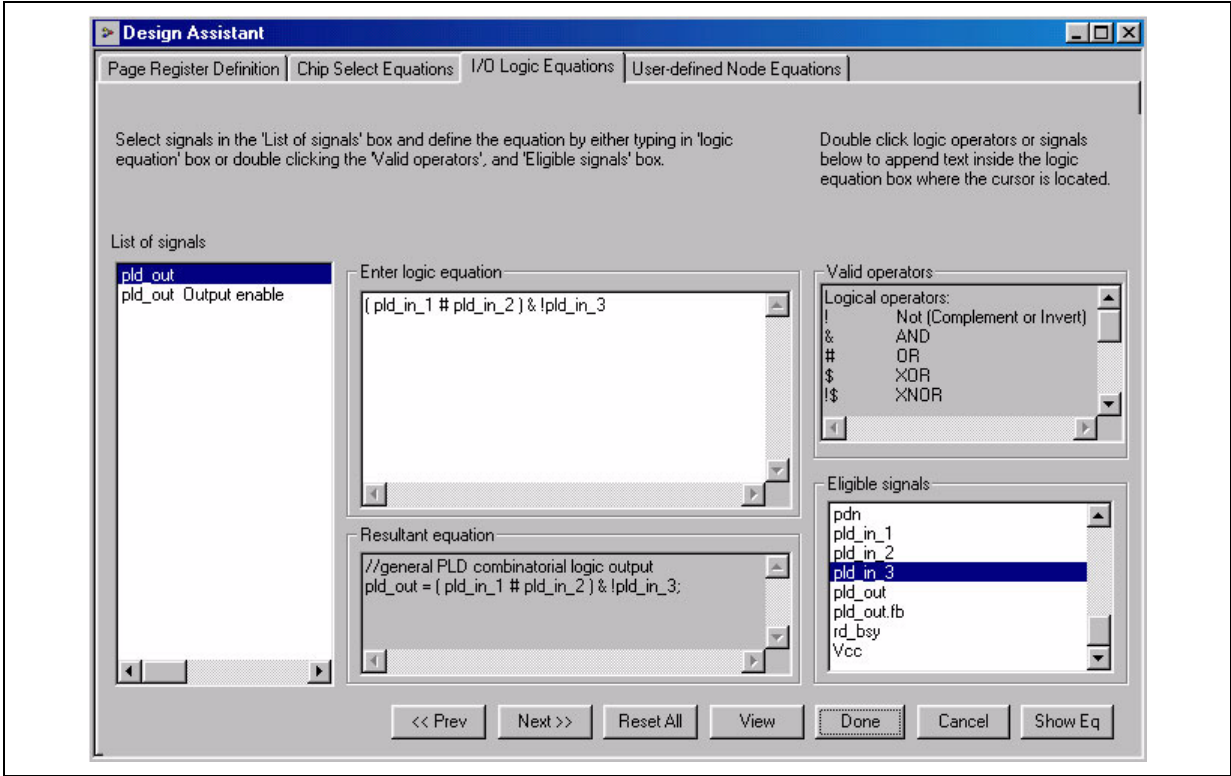 Design Assistant
Page Register Definition
Chip Select Equations
I/O Logic Equations
User-defined Node Equations
Select signals in the 'List of signals' box and define the equation by either typing in 'logic
equation' box or double clicking the 'Valid operators', and 'Eligible signals' box.
Double click logic operators or signals
below to append text inside the logic
equation box where the cursor is located.
List of signals
pld_out
pld_out Output enable
Enter logic equation
( pld_in_1 # pld_in_2 ) & !pld_in_3
Resultant equation
//general PLD combinatorial logic output
pld_out = ( pld_in_1 # pld_in_2 ) & !pld_in_3;
Valid operators
Logical operators:
! Not (Complement or Invert)
& AND
# OR
$ XOR
!$ XNOR
Eligible signals
pdn
pld_in_1
pld_in_2
pld_in_3
pld_out
pld_out.fb
rd_bsy
Vcc
<< Prev
Next >>
Reset All
View
Done
Cancel
Show Eq